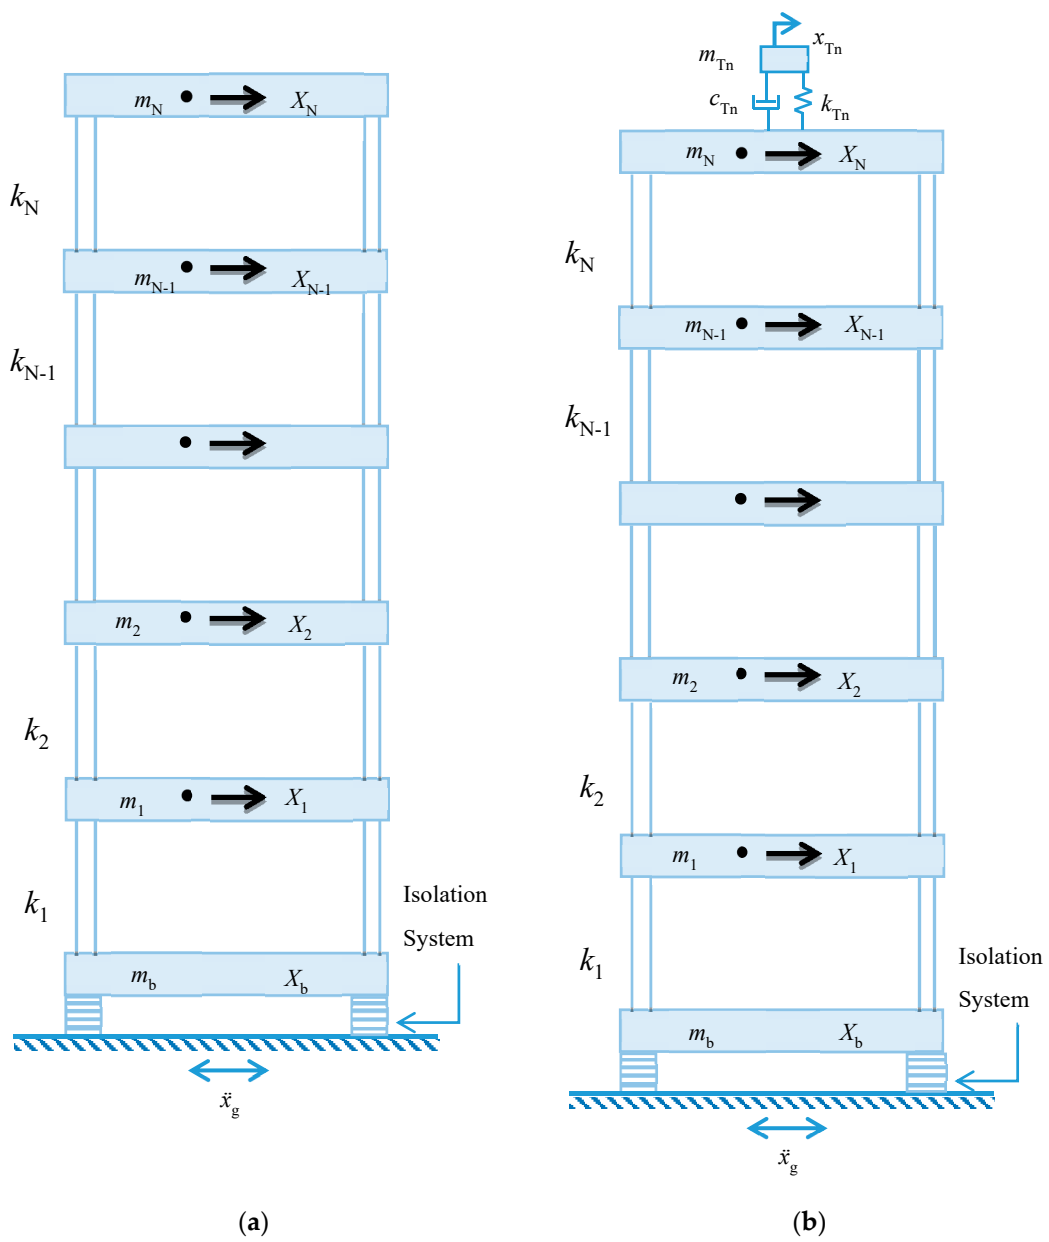 m_N X_N
k_N
m_N-1 X_N-1
k_N-1
m_2 X_2
k_2
m_1 X_1
k_1
Isolation
System
m_b X_b
ẍ_g
(a)
x_Tn
m_Tn
c_Tn k_Tn
m_N X_N
k_N
m_N-1 X_N-1
k_N-1
m_2 X_2
k_2
m_1 X_1
k_1
Isolation
System
m_b X_b
ẍ_g
(b)